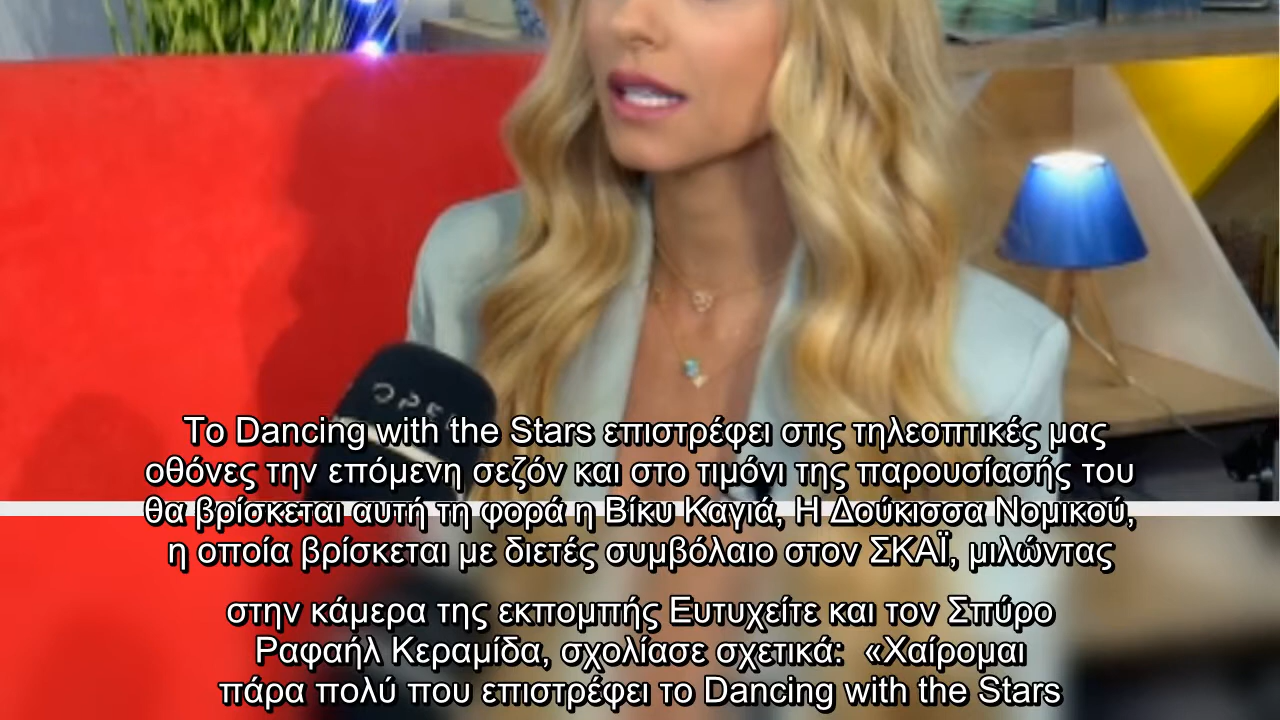 OPEN
Το Dancing with the Stars επιστρέφει στις τηλεοπτικές μας
οθόνες την επόμενη σεζόν και στο τιμόνι της παρουσίασής του
θα βρίσκεται αυτή τη φορά η Βίκυ Καγιά, Η Δούκισσα Νομικού,
η οποία βρίσκεται με διετές συμβόλαιο στον ΣΚΑΪ, μιλώντας
στην κάμερα της εκπομπής Ευτυχείτε και τον Σπύρο
Ραφαήλ Κεραμίδα, σχολίασε σχετικά:  «Χαίρομαι
πάρα πολύ που επιστρέφει το Dancing with the Stars